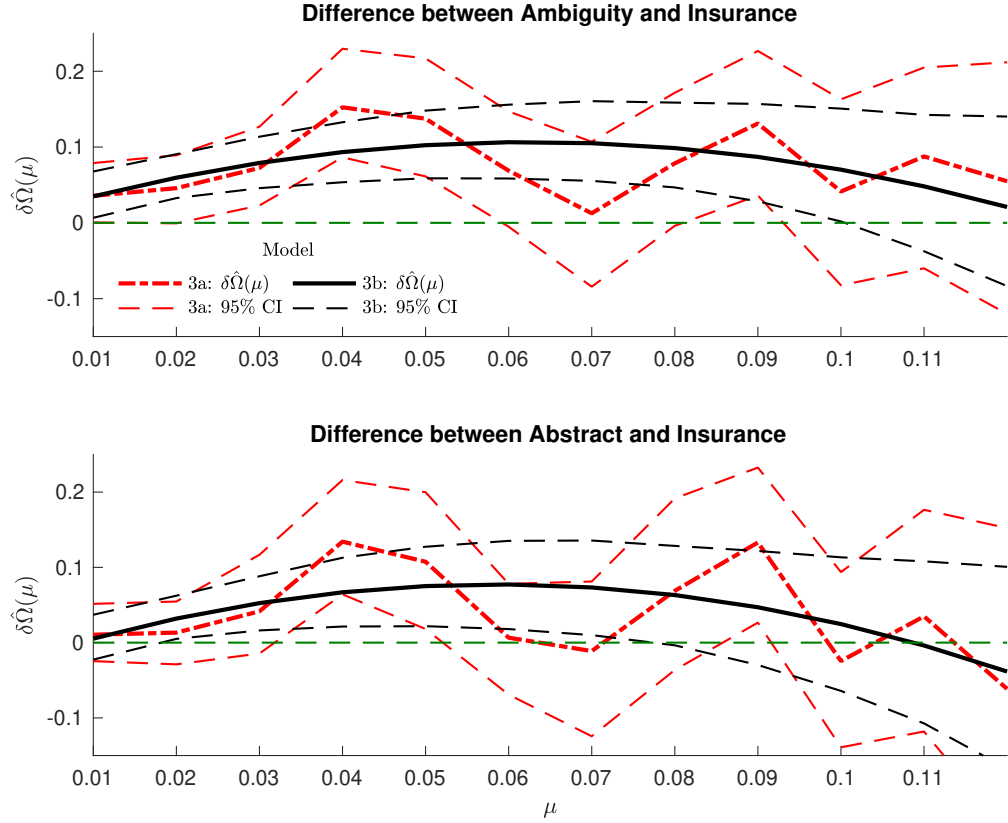 Difference between Ambiguity and Insurance
δΩ̂(μ)
0.2
0.1
0
-0.1
Model
3a: δΩ̂(μ) 3b: δΩ̂(μ)
3a: 95% CI 3b: 95% CI
0.01 0.02 0.03 0.04 0.05 0.06 0.07 0.08 0.09 0.1 0.11
Difference between Abstract and Insurance
δΩ̂(μ)
0.2
0.1
0
-0.1
0.01 0.02 0.03 0.04 0.05 0.06 0.07 0.08 0.09 0.1 0.11
μ